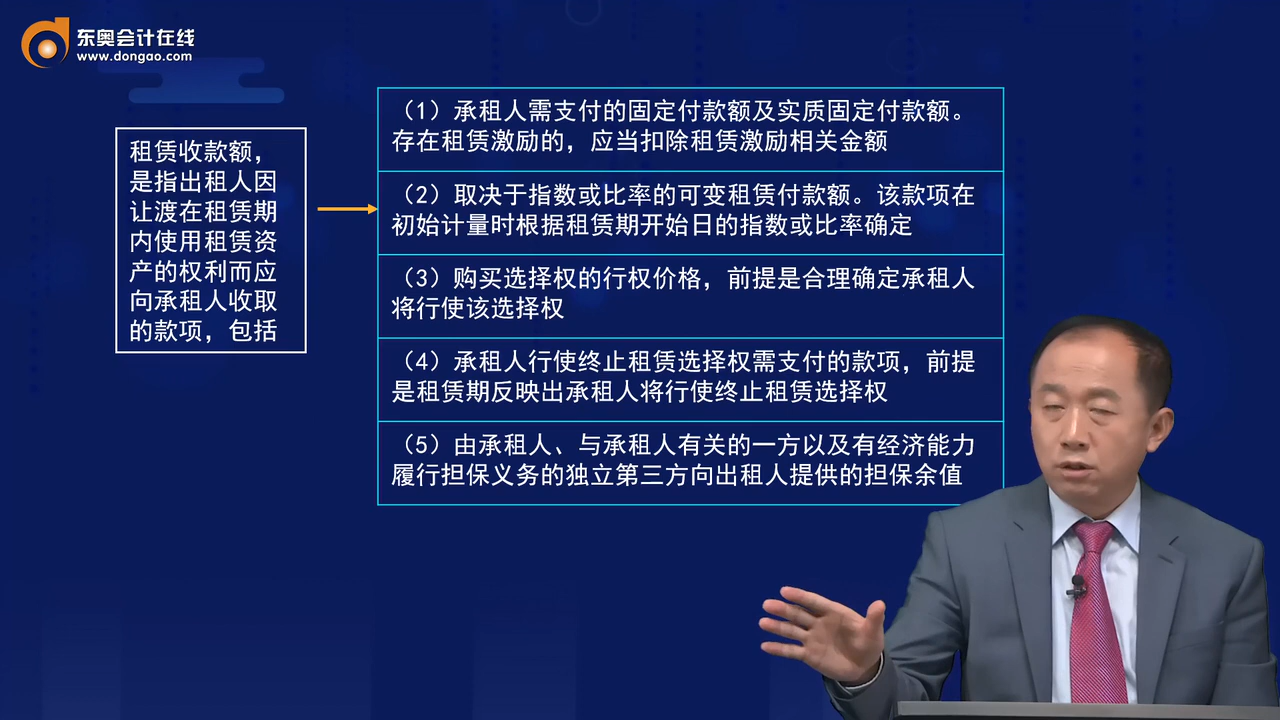 东奥会计在线
www.dongao.com
租赁收款额，
是指出租人因
让渡在租赁期
内使用租赁资
产的权利而应
向承租人收取
的款项，包括
（1）承租人需支付的固定付款额及实质固定付款额。
存在租赁激励的，应当扣除租赁激励相关金额
（2）取决于指数或比率的可变租赁付款额。该款项在
初始计量时根据租赁期开始日的指数或比率确定
（3）购买选择权的行权价格，前提是合理确定承租人
将行使该选择权
（4）承租人行使终止租赁选择权需支付的款项，前提
是租赁期反映出承租人将行使终止租赁选择权
（5）由承租人、与承租人有关的一方以及有经济能力
履行担保义务的独立第三方向出租人提供的担保余值